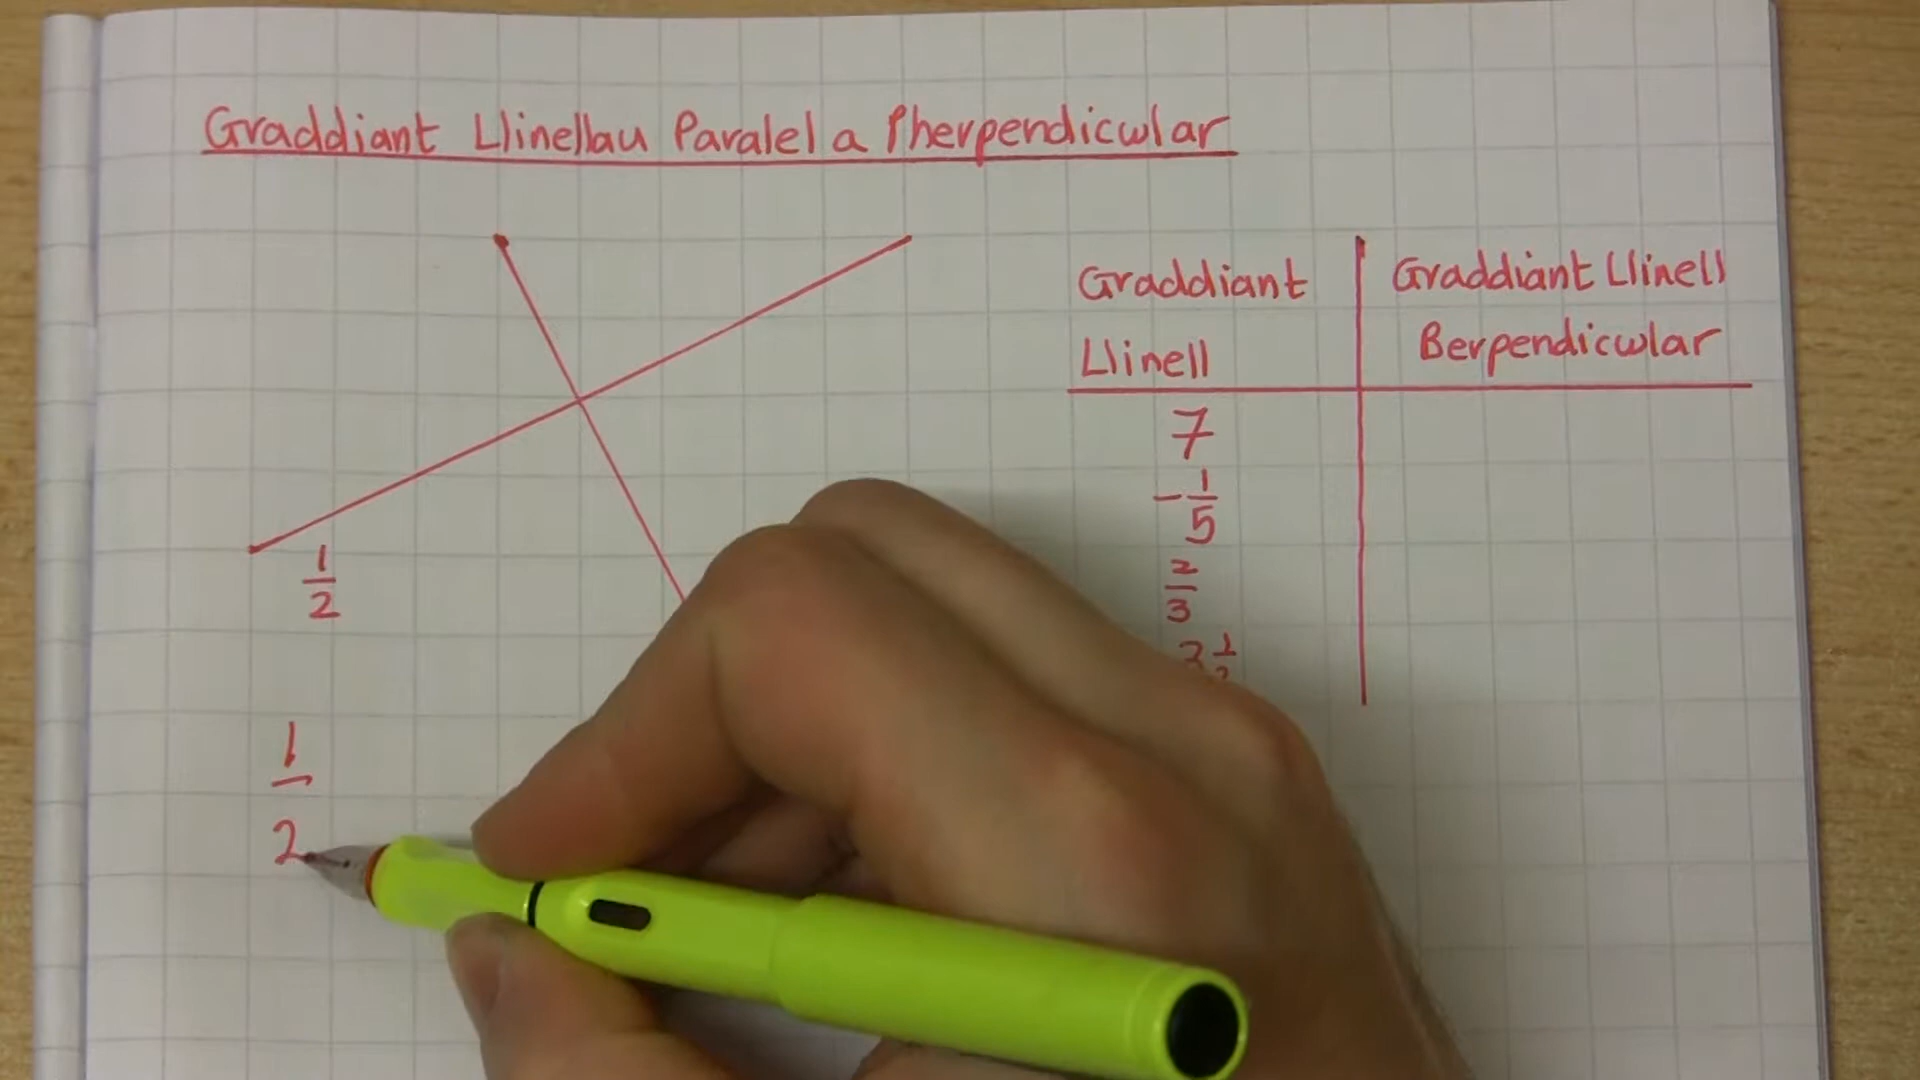 Graddiant Llinellau Paralel a Pherpendicwlar
Graddiant
Llinell
Graddiant Llinell
Berpendicwlar
7
-1/5
2/3
1/2
1/2